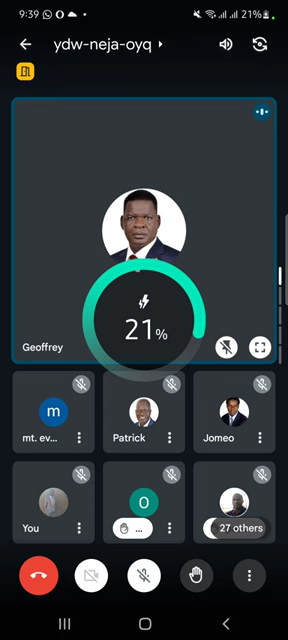 9:39
21%
ydw-neja-oyq
21%
Geoffrey
mt. ev...
Patrick
Jomeo
You
O
...
27 others
m